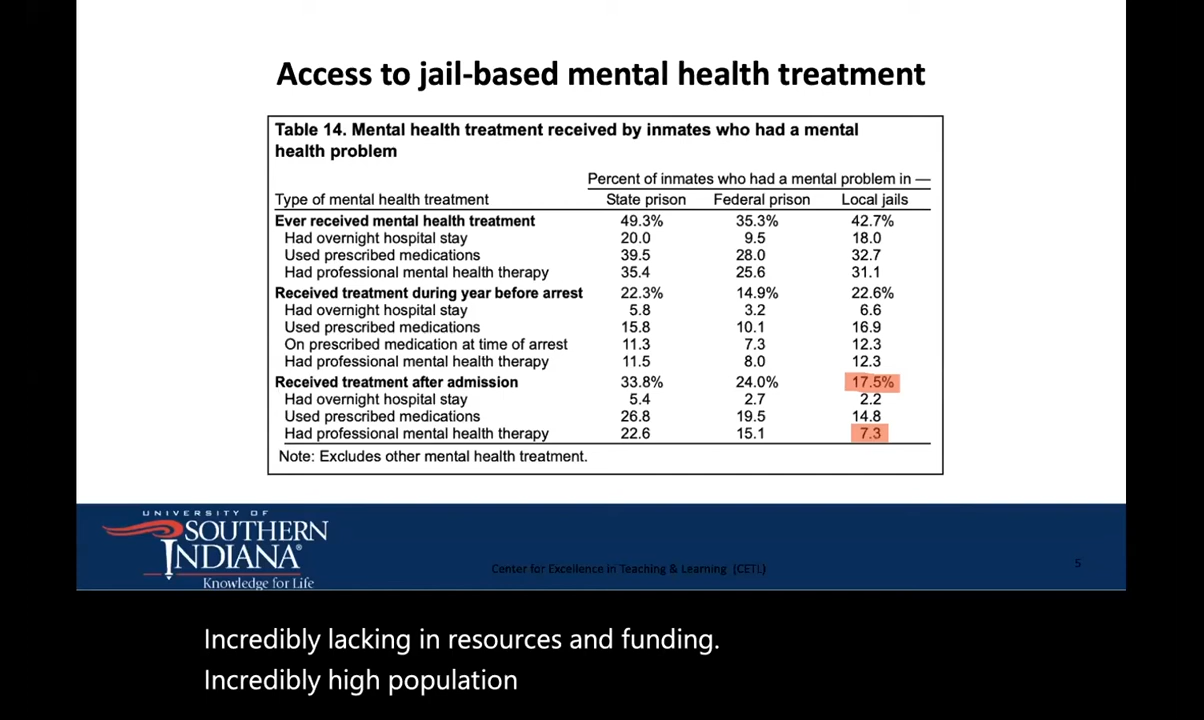 Access to jail-based mental health treatment
Table 14. Mental health treatment received by inmates who had a mental
health problem
Percent of inmates who had a mental problem in —
Type of mental health treatment State prison Federal prison Local jails
Ever received mental health treatment 49.3% 35.3% 42.7%
Had overnight hospital stay 20.0 9.5 18.0
Used prescribed medications 39.5 28.0 32.7
Had professional mental health therapy 35.4 25.6 31.1
Received treatment during year before arrest 22.3% 14.9% 22.6%
Had overnight hospital stay 5.8 3.2 6.6
Used prescribed medications 15.8 10.1 16.9
On prescribed medication at time of arrest 11.3 7.3 12.3
Had professional mental health therapy 11.5 8.0 12.3
Received treatment after admission 33.8% 24.0% 17.5%
Had overnight hospital stay 5.4 2.7 2.2
Used prescribed medications 26.8 19.5 14.8
Had professional mental health therapy 22.6 15.1 7.3
Note: Excludes other mental health treatment.
UNIVERSITY OF
SOUTHERN
INDIANA®
Knowledge for Life
Center for Excellence in Teaching & Learning (CETL)
5
Incredibly lacking in resources and funding.
Incredibly high population